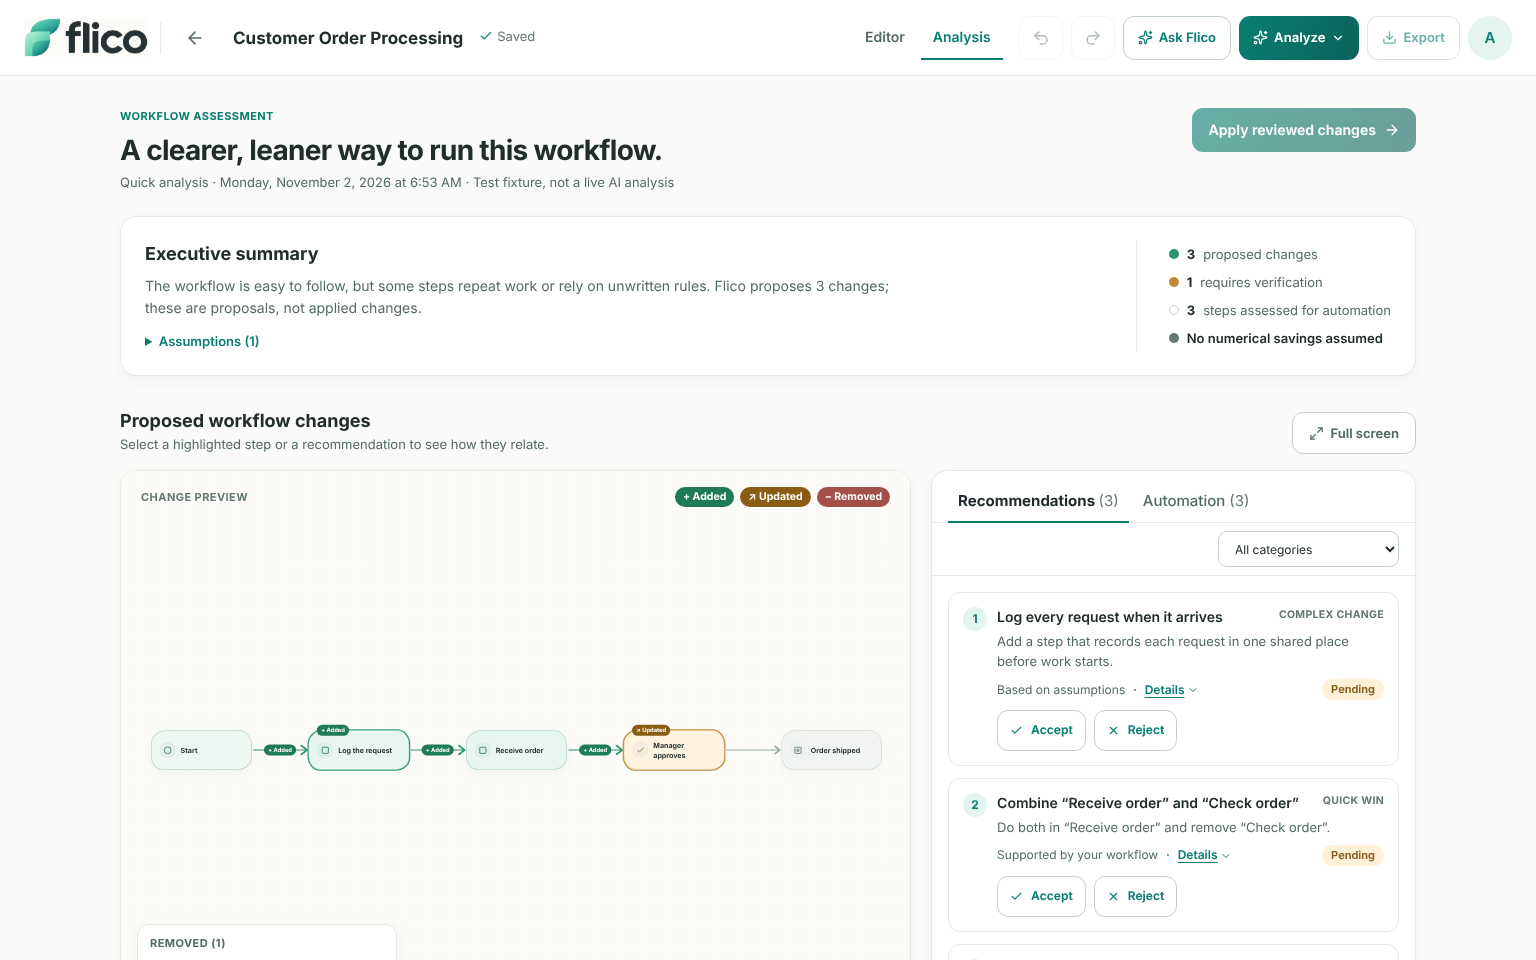 flico
Customer Order Processing
Saved
Editor
Analysis
Ask Flico
Analyze
Export
A
WORKFLOW ASSESSMENT
A clearer, leaner way to run this workflow.
Quick analysis · Monday, November 2, 2026 at 6:53 AM · Test fixture, not a live AI analysis
Apply reviewed changes
Executive summary
The workflow is easy to follow, but some steps repeat work or rely on unwritten rules. Flico proposes 3 changes;
these are proposals, not applied changes.
Assumptions (1)
3 proposed changes
1 requires verification
3 steps assessed for automation
No numerical savings assumed
Proposed workflow changes
Select a highlighted step or a recommendation to see how they relate.
Full screen
CHANGE PREVIEW
+ Added
Updated
− Removed
Start
+ Added
+ Added
Log the request
+ Added
Receive order
+ Added
Updated
Manager
approves
Order shipped
REMOVED (1)
Recommendations (3)
Automation (3)
All categories
1
Log every request when it arrives
COMPLEX CHANGE
Add a step that records each request in one shared place
before work starts.
Based on assumptions · Details
Pending
Accept
Reject
2
Combine “Receive order” and “Check order”
QUICK WIN
Do both in “Receive order” and remove “Check order”.
Supported by your workflow · Details
Pending
Accept
Reject